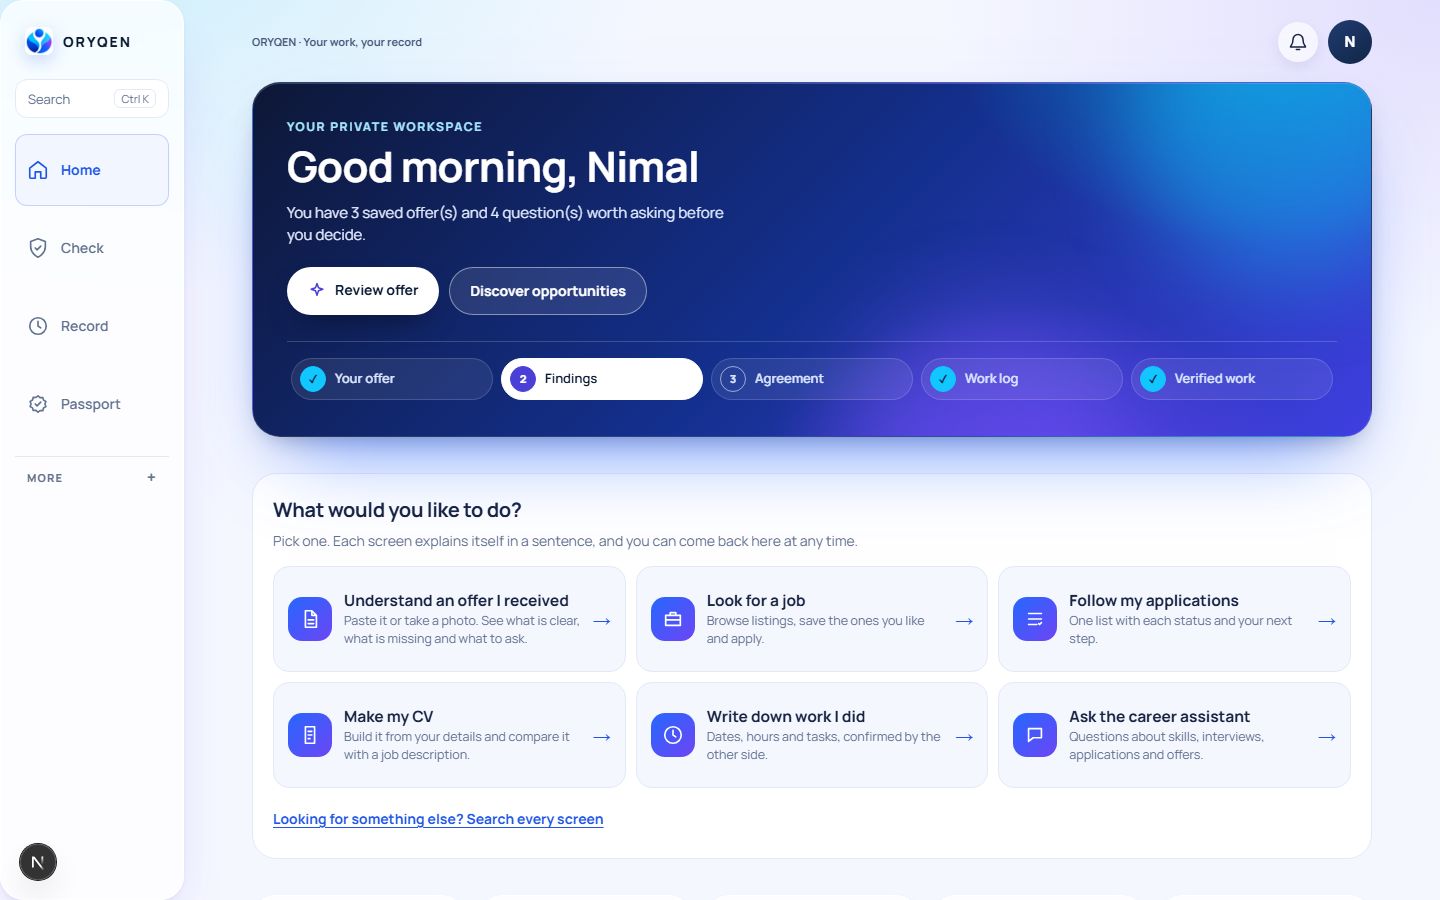 ORYQEN
Search
Ctrl K
Home
Check
Record
Passport
MORE
+
ORYQEN · Your work, your record
N
YOUR PRIVATE WORKSPACE
Good morning, Nimal
You have 3 saved offer(s) and 4 question(s) worth asking before
you decide.
Review offer
Discover opportunities
✓ Your offer
2 Findings
3 Agreement
✓ Work log
✓ Verified work
What would you like to do?
Pick one. Each screen explains itself in a sentence, and you can come back here at any time.
Understand an offer I received
Paste it or take a photo. See what is clear,
what is missing and what to ask.
→
Look for a job
Browse listings, save the ones you like
and apply.
→
Follow my applications
One list with each status and your next
step.
→
Make my CV
Build it from your details and compare it
with a job description.
→
Write down work I did
Dates, hours and tasks, confirmed by the
other side.
→
Ask the career assistant
Questions about skills, interviews,
applications and offers.
→
Looking for something else? Search every screen
N